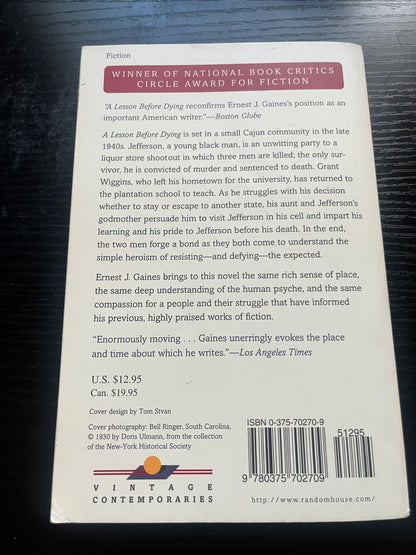 Fiction
WINNER OF NATIONAL BOOK CRITICS
CIRCLE AWARD FOR FICTION
"A Lesson Before Dying reconfirms Ernest J. Gaines's position as an
important American writer."—Boston Globe
A Lesson Before Dying is set in a small Cajun community in the late
1940s. Jefferson, a young black man, is an unwitting party to a
liquor store shootout in which three men are killed; the only sur-
vivor, he is convicted of murder and sentenced to death. Grant
Wiggins, who left his hometown for the university, has returned to
the plantation school to teach. As he struggles with his decision
whether to stay or escape to another state, his aunt and Jefferson's
godmother persuade him to visit Jefferson in his cell and impart his
learning and his pride to Jefferson before his death. In the end,
the two men forge a bond as they both come to understand the
simple heroism of resisting—and defying—the expected.
Ernest J. Gaines brings to this novel the same rich sense of place,
the same deep understanding of the human psyche, and the same
compassion for a people and their struggle that have informed
his previous, highly praised works of fiction.
"Enormously moving . . . Gaines unerringly evokes the place
and time about which he writes."—Los Angeles Times
U.S. $12.95
Can. $19.95
Cover design by Tom Stvan
Cover photography: Bell Ringer, South Carolina,
© 1930 by Doris Ulmann, from the collection
of the New-York Historical Society
VINTAGE
CONTEMPORARIES
ISBN 0-375-70270-9
51295
9 780375 702709
http://www.randomhouse.com/